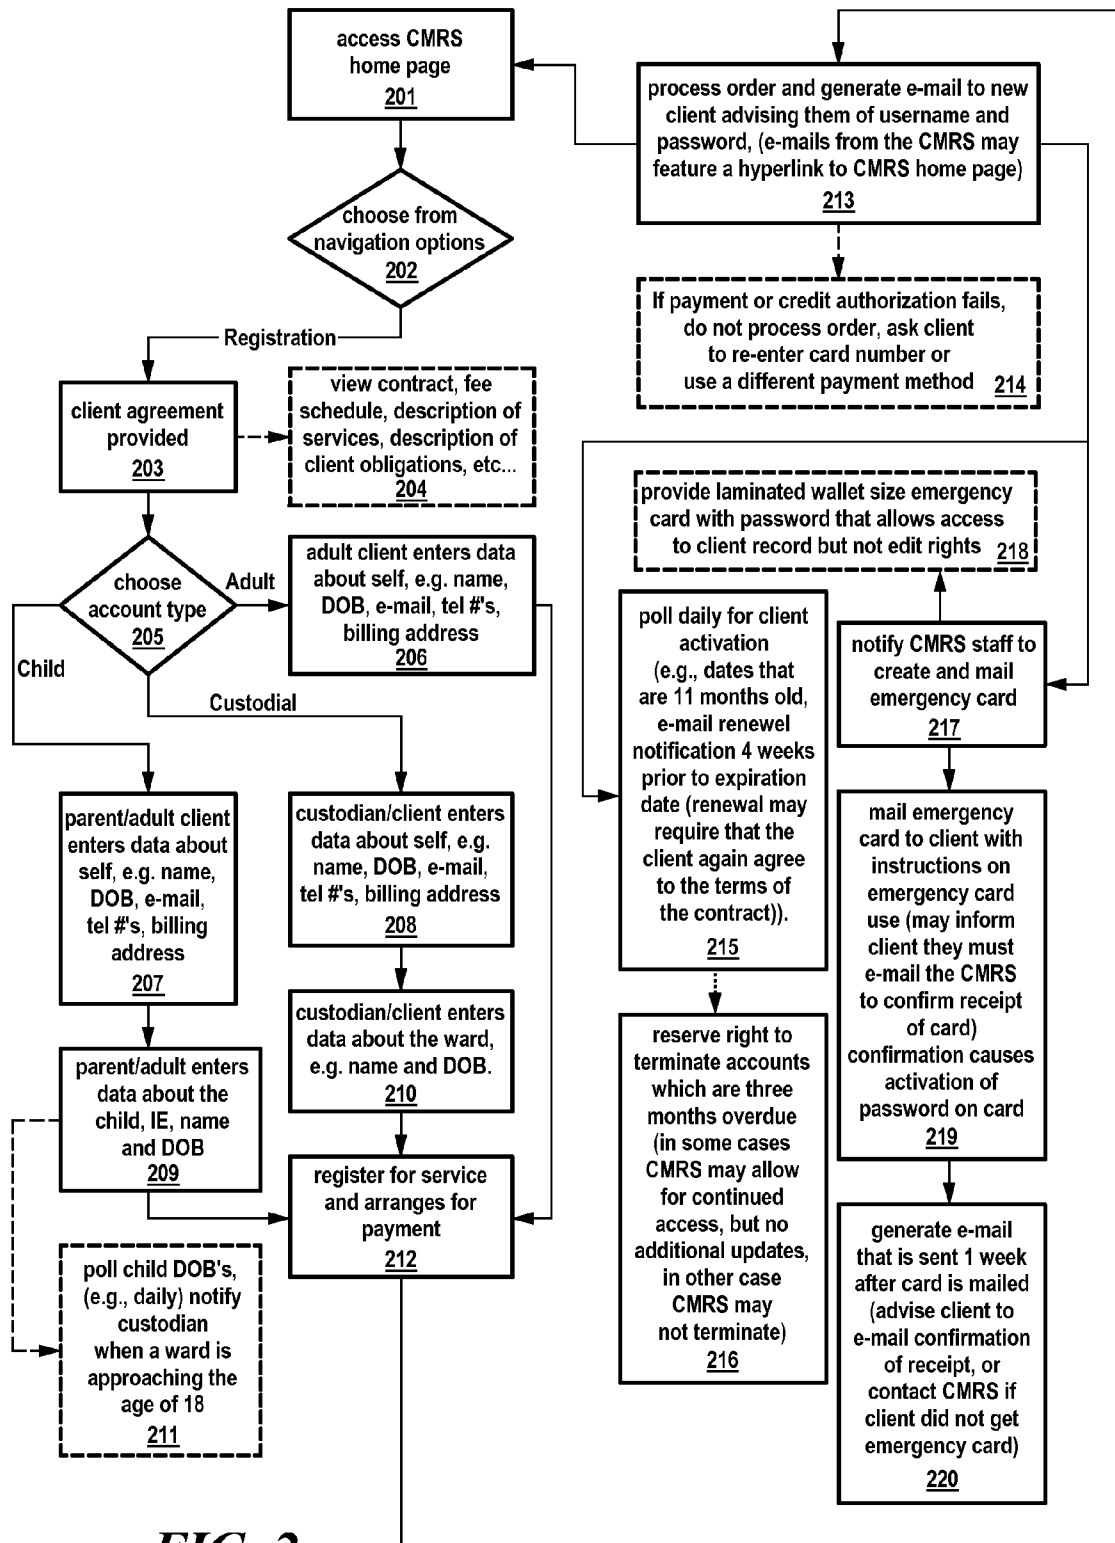 access CMRS
home page
201
choose from
navigation options
202
Registration
client agreement
provided
203
view contract, fee
schedule, description of
services, description of
client obligations, etc...
204
choose
account type
205
Adult
Child
Custodial
adult client enters data
about self, e.g. name,
DOB, e-mail, tel #'s,
billing address
206
parent/adult client
enters data about
self, e.g. name,
DOB, e-mail,
tel #'s, billing
address
207
custodian/client enters
data about self, e.g.
name, DOB, e-mail,
tel #'s, billing address
208
parent/adult enters
data about the
child, IE, name
and DOB
209
custodian/client enters
data about the ward,
e.g. name and DOB.
210
poll child DOB's,
(e.g., daily) notify
custodian
when a ward is
approaching the
age of 18
211
register for service
and arranges for
payment
212
process order and generate e-mail to new
client advising them of username and
password, (e-mails from the CMRS may
feature a hyperlink to CMRS home page)
213
If payment or credit authorization fails,
do not process order, ask client
to re-enter card number or
use a different payment method 214
provide laminated wallet size emergency
card with password that allows access
to client record but not edit rights 218
poll daily for client
activation
(e.g., dates that
are 11 months old,
e-mail renewel
notification 4 weeks
prior to expiration
date (renewal may
require that the
client again agree
to the terms of
the contract)).
215
reserve right to
terminate accounts
which are three
months overdue
(in some cases
CMRS may allow
for continued
access, but no
additional updates,
in other case
CMRS may
not terminate)
216
notify CMRS staff to
create and mail
emergency card
217
mail emergency
card to client with
instructions on
emergency card
use (may inform
client they must
e-mail the CMRS
to confirm receipt
of card)
confirmation causes
activation of
password on card
219
generate e-mail
that is sent 1 week
after card is mailed
(advise client to
e-mail confirmation
of receipt, or
contact CMRS if
client did not get
emergency card)
220
FIG. 2